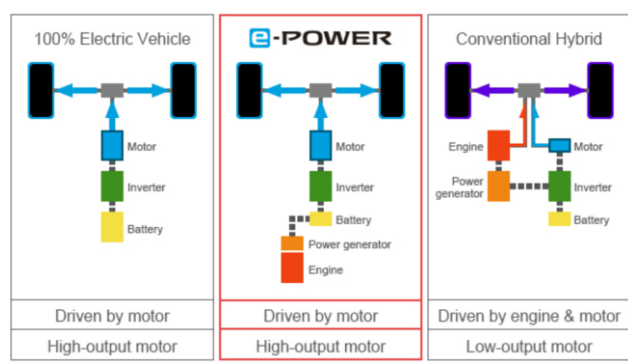 100% Electric Vehicle
Motor
Inverter
Battery
Driven by motor
High-output motor
e-POWER
Motor
Inverter
Battery
Power generator
Engine
Driven by motor
High-output motor
Conventional Hybrid
Engine
Motor
Power
generator
Inverter
Battery
Driven by engine & motor
Low-output motor